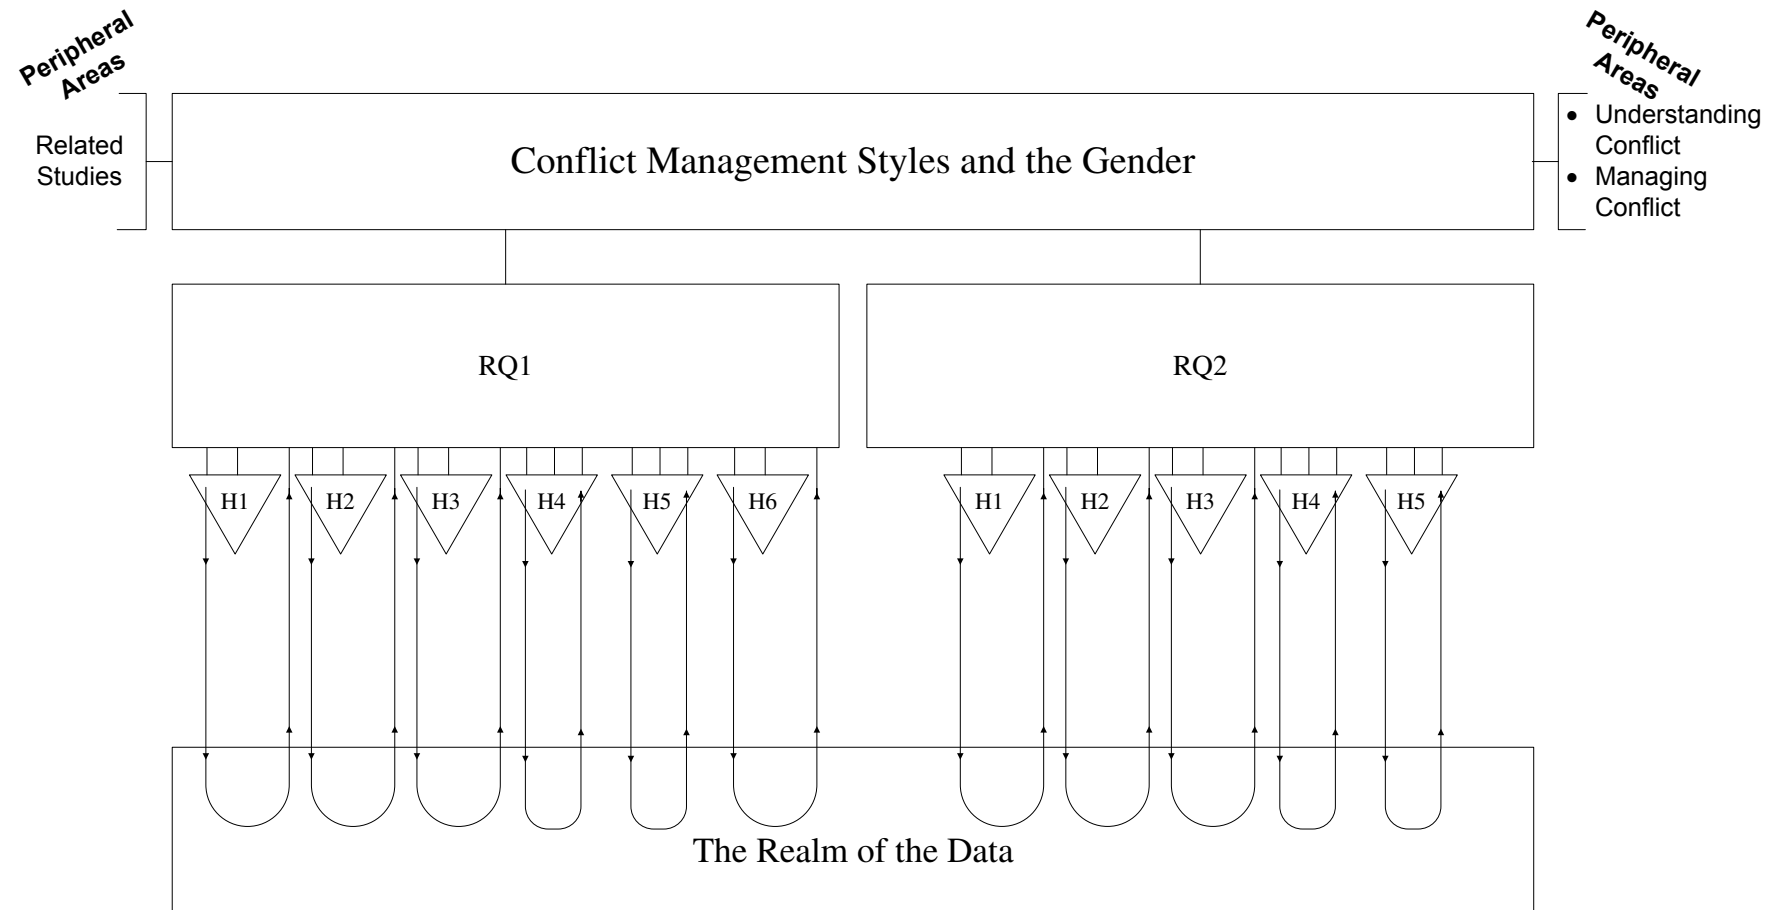 Peripheral
Areas
Related
Studies
Conflict Management Styles and the Gender
Peripheral
Areas
• Understanding
Conflict
• Managing
Conflict
RQ1
RQ2
H1 H2 H3 H4 H5 H6
H1 H2 H3 H4 H5
The Realm of the Data